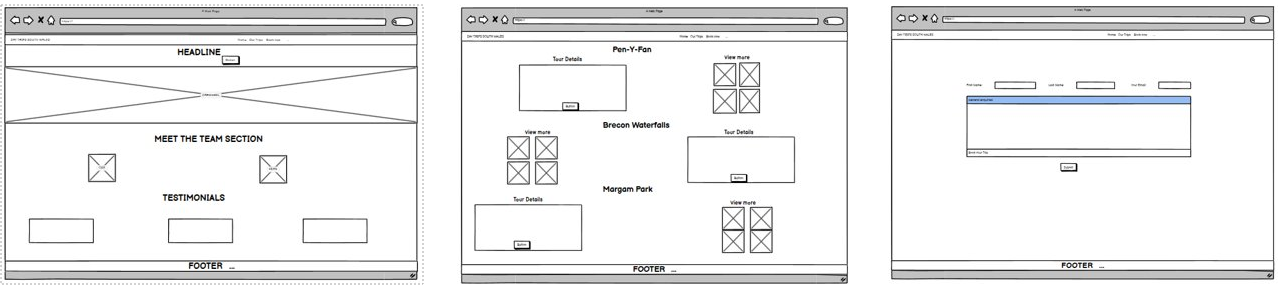 A Web Page
https://
DAY TRIPS SOUTH WALES
Home Our Trips Book now ...
HEADLINE
Button
MEET THE TEAM SECTION
TESTIMONIALS
FOOTER ...
A Web Page
https://
DAY TRIPS SOUTH WALES
Home Our Trips Book now ...
Pen-Y-Fan
Tour Details
View more
Button
Brecon Waterfalls
View more
Tour Details
Button
Margam Park
Tour Details
View more
Button
FOOTER ...
A Web Page
https://
DAY TRIPS SOUTH WALES
Home Our Trips Book now ...
First Name
Last Name
Your Email
General enquiries
Book Your Trip
Submit
FOOTER ...